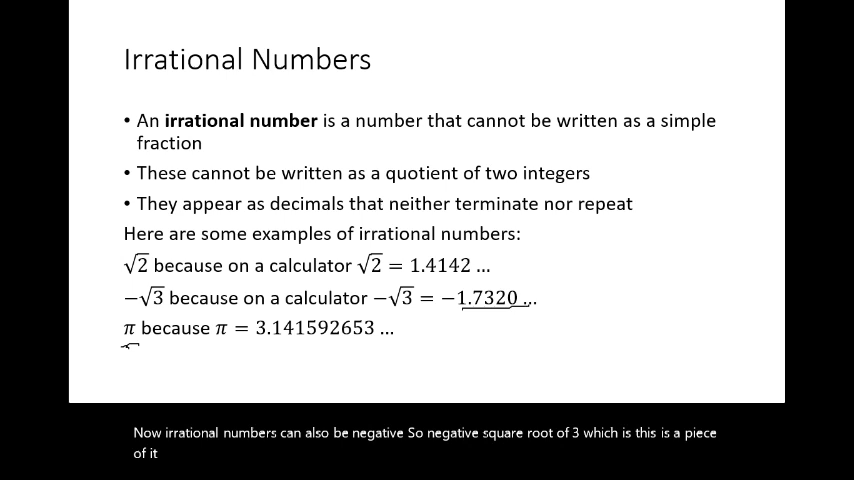 Irrational Numbers
• An irrational number is a number that cannot be written as a simple
fraction
• These cannot be written as a quotient of two integers
• They appear as decimals that neither terminate nor repeat
Here are some examples of irrational numbers:
√2 because on a calculator √2 = 1.4142 ...
−√3 because on a calculator −√3 = −1.7320 ...
π because π = 3.141592653 ...
Now irrational numbers can also be negative So negative square root of 3 which is this is a piece
of it